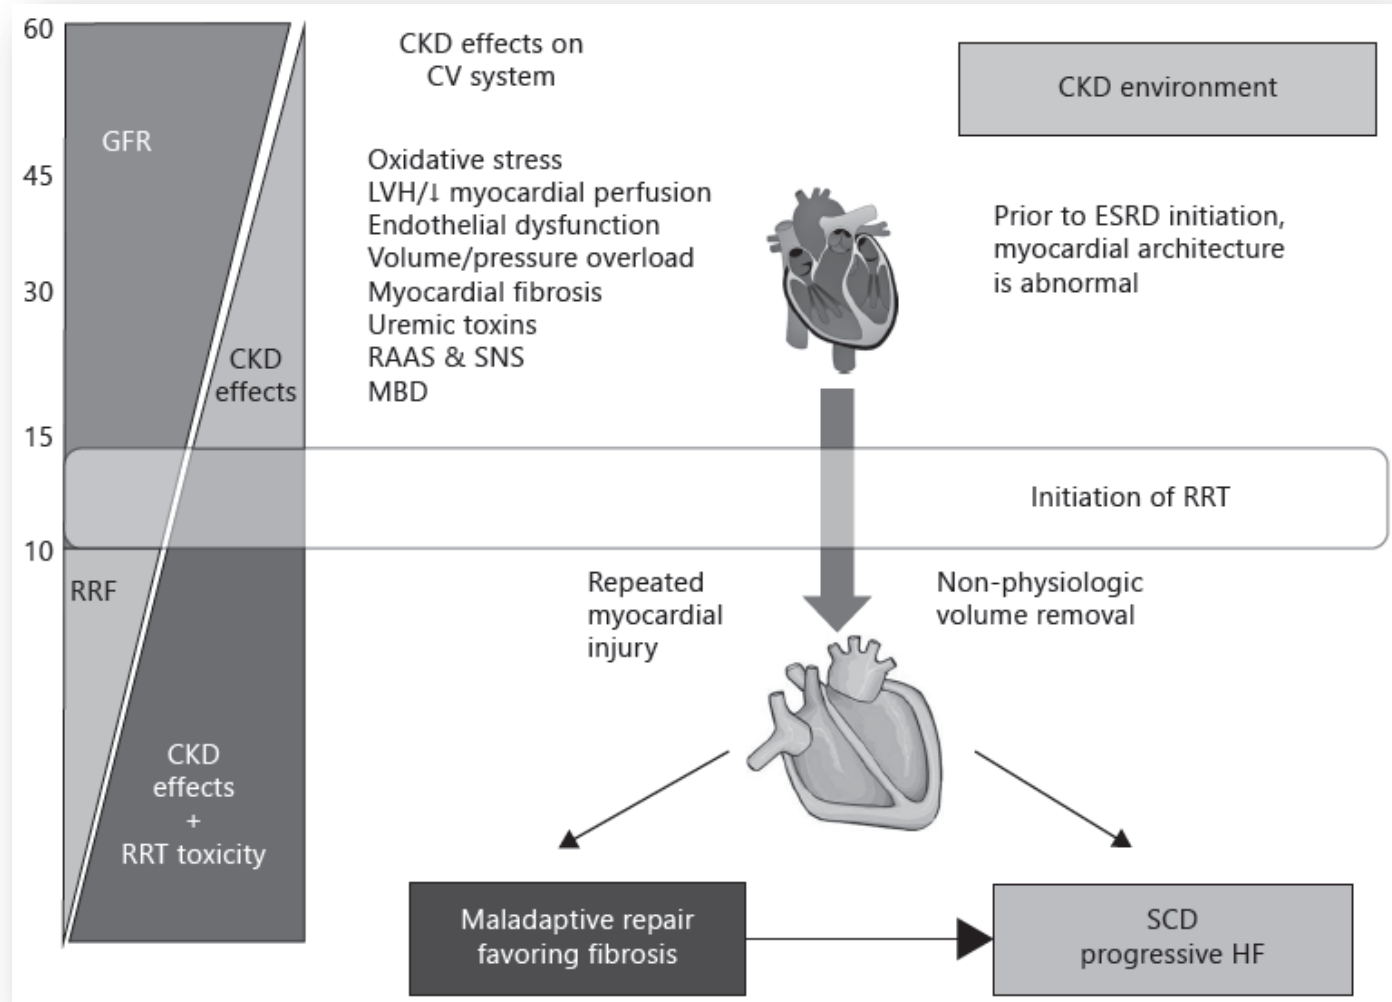 60
45
30
15
10
GFR
CKD
effects
RRF
CKD
effects
+
RRT toxicity
CKD effects on
CV system
Oxidative stress
LVH/↓ myocardial perfusion
Endothelial dysfunction
Volume/pressure overload
Myocardial fibrosis
Uremic toxins
RAAS & SNS
MBD
CKD environment
Prior to ESRD initiation,
myocardial architecture
is abnormal
Initiation of RRT
Repeated
myocardial
injury
Non-physiologic
volume removal
Maladaptive repair
favoring fibrosis
SCD
progressive HF